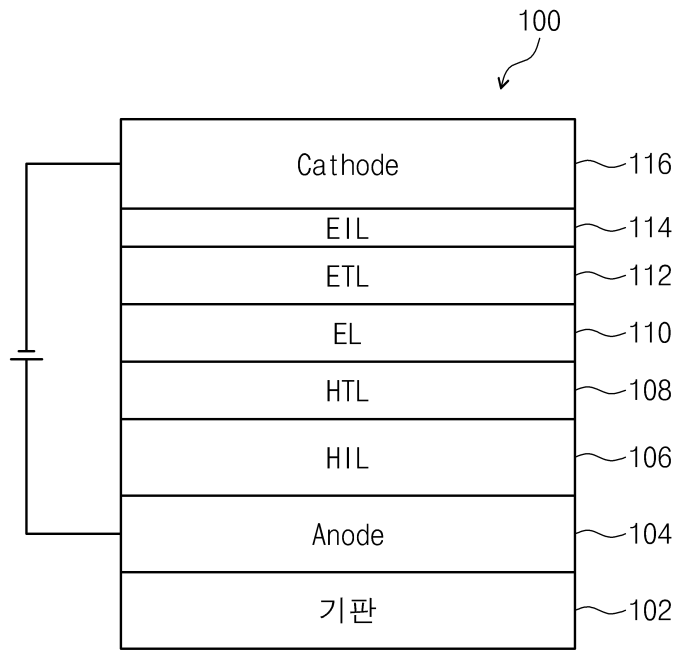 100
Cathode 116
EIL 114
ETL 112
EL 110
HTL 108
HIL 106
Anode 104
기판 102